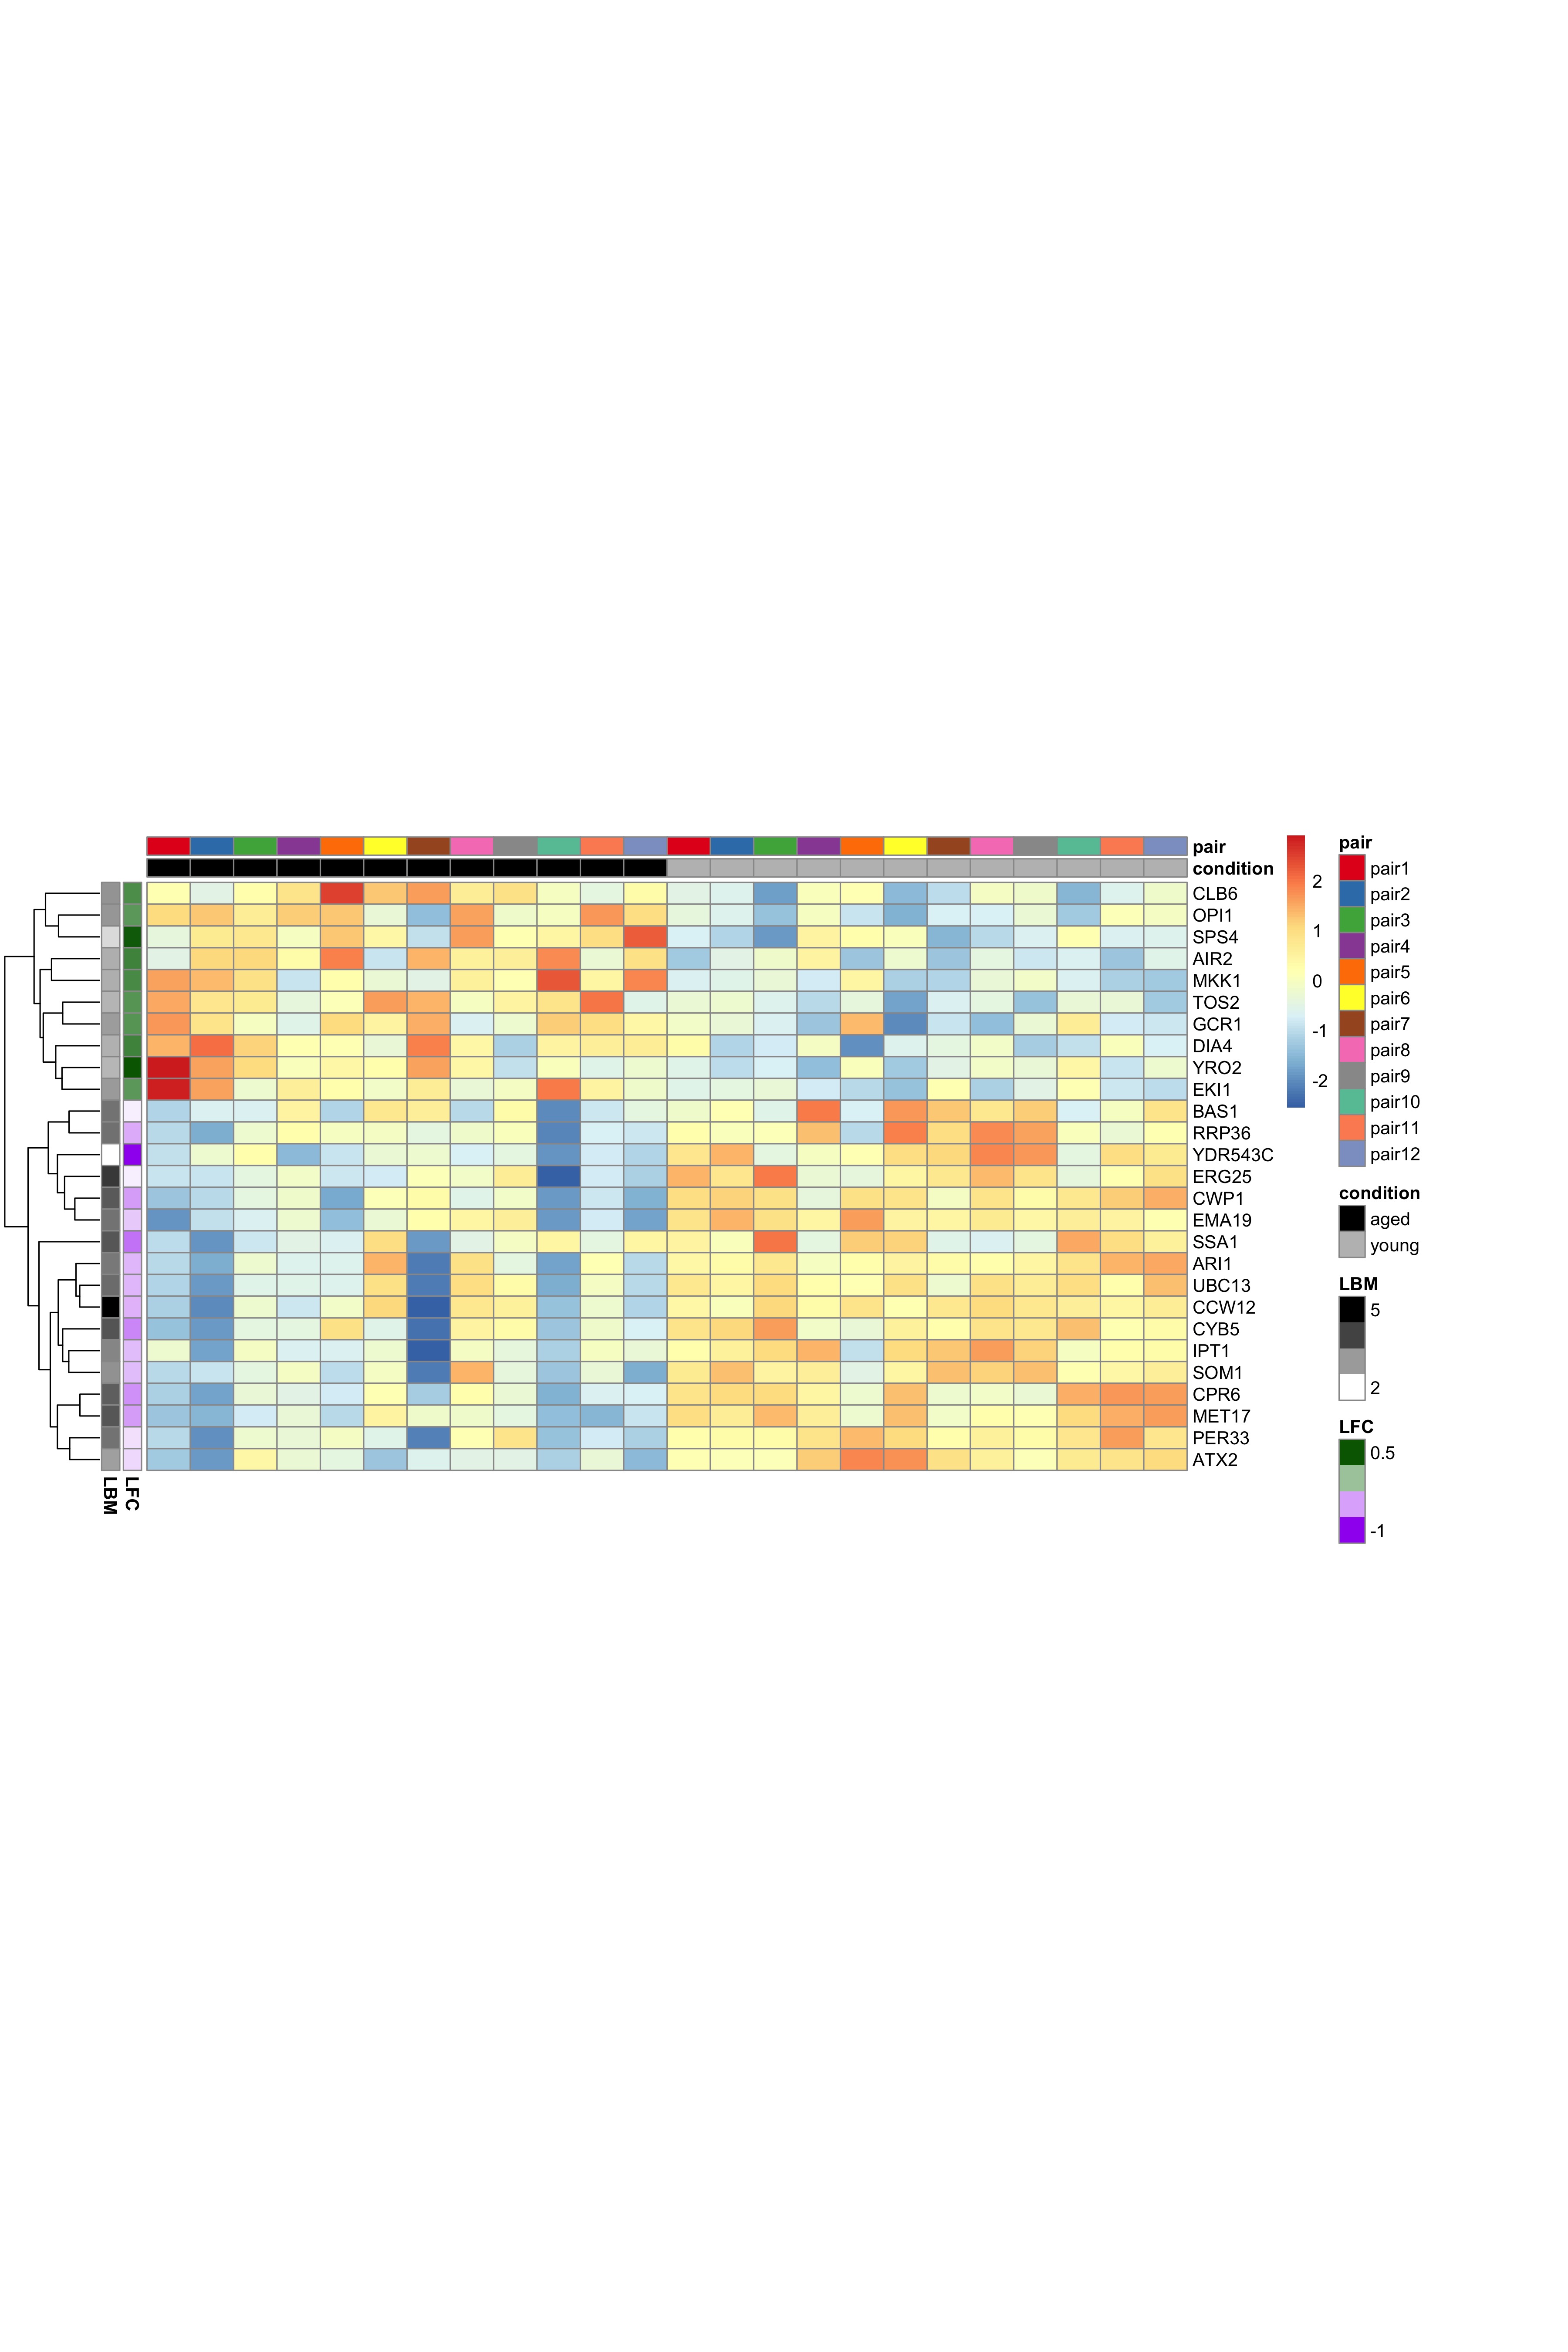 pair
condition
CLB6
OPI1
SPS4
AIR2
MKK1
TOS2
GCR1
DIA4
YRO2
EKI1
BAS1
RRP36
YDR543C
ERG25
CWP1
EMA19
SSA1
ARI1
UBC13
CCW12
CYB5
IPT1
SOM1
CPR6
MET17
PER33
ATX2
LBM
LFC
2
1
0
-1
-2
pair
pair1
pair2
pair3
pair4
pair5
pair6
pair7
pair8
pair9
pair10
pair11
pair12
condition
aged
young
LBM
5
2
LFC
0.5
-1